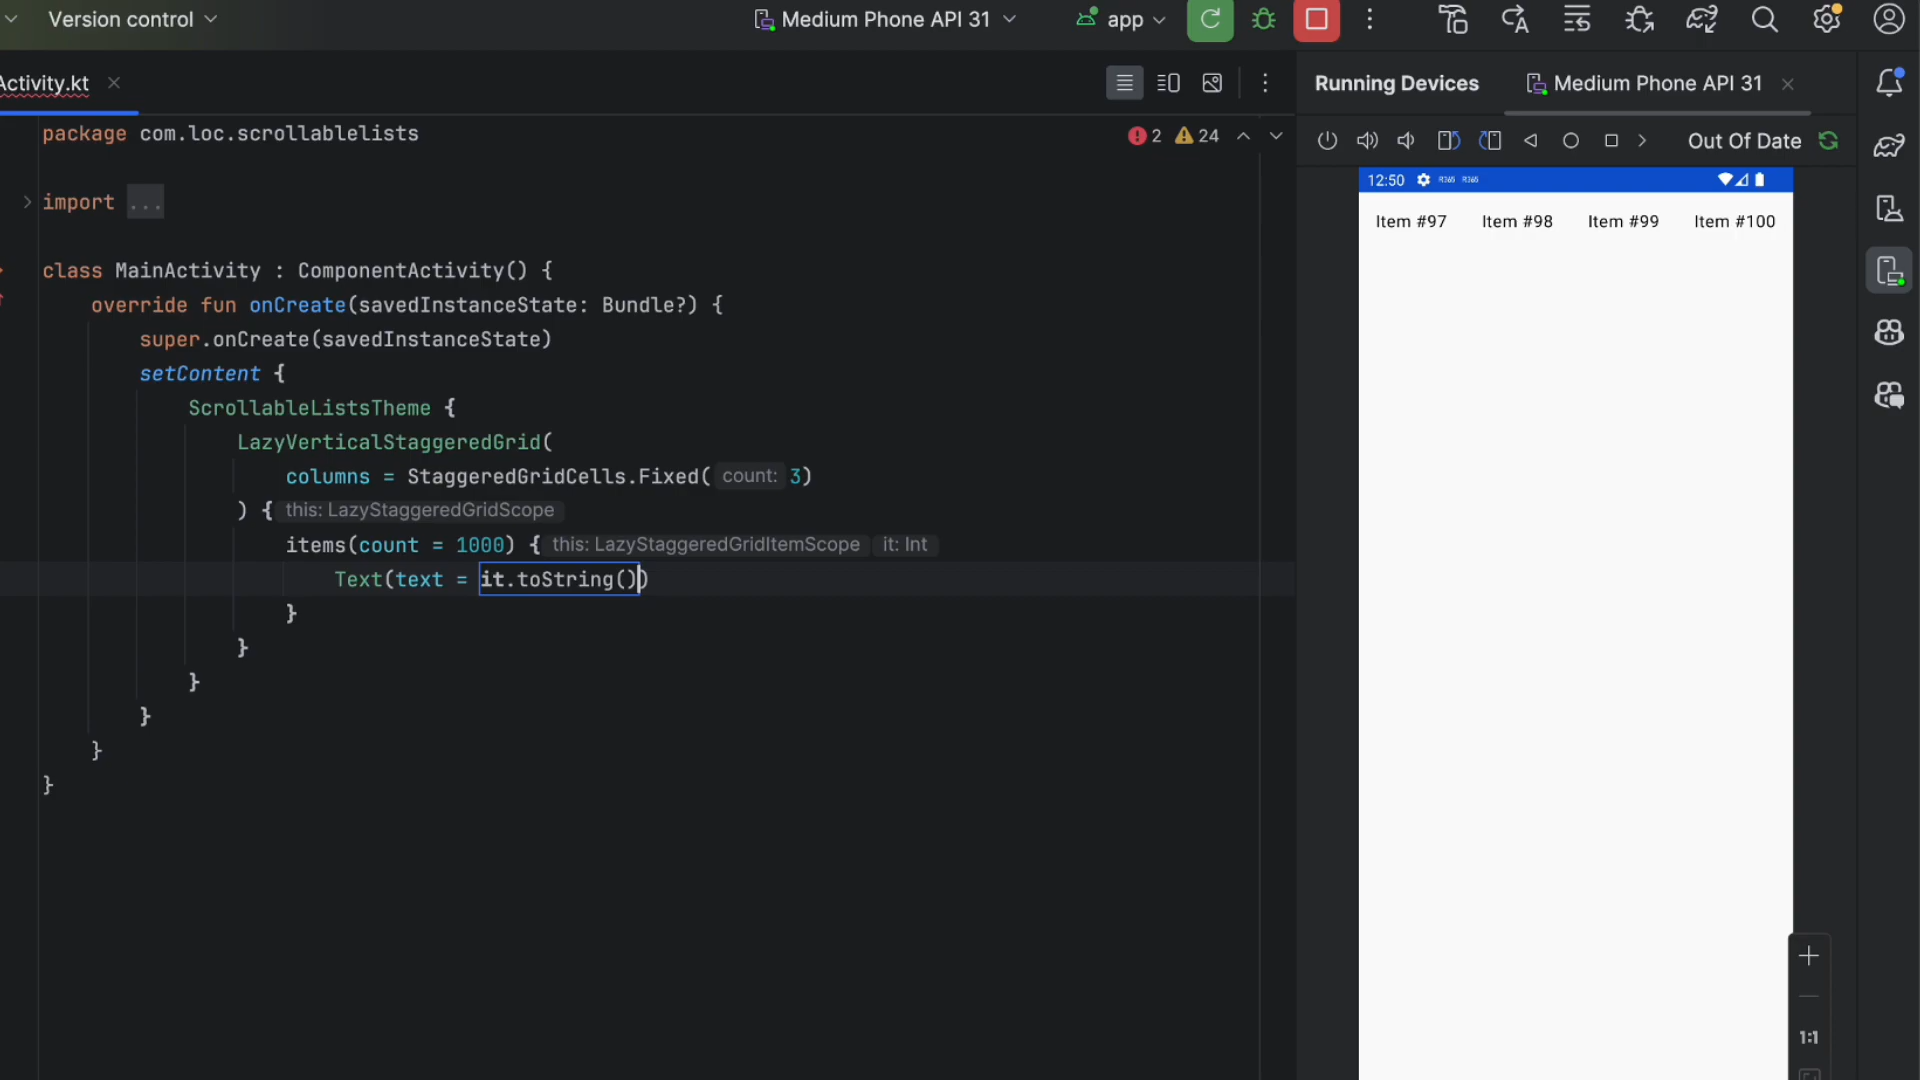 Version control
Medium Phone API 31
app
Activity.kt
Running Devices
Medium Phone API 31
package com.loc.scrollablelists
2 24
Out Of Date
12:50
import ...
Item #97 Item #98 Item #99 Item #100
class MainActivity : ComponentActivity() {
override fun onCreate(savedInstanceState: Bundle?) {
super.onCreate(savedInstanceState)
setContent {
ScrollableListsTheme {
LazyVerticalStaggeredGrid(
columns = StaggeredGridCells.Fixed( count: 3)
) { this: LazyStaggeredGridScope
items(count = 1000) { this: LazyStaggeredGridItemScope it: Int
Text(text = it.toString())
}
}
}
}
}
}
1:1